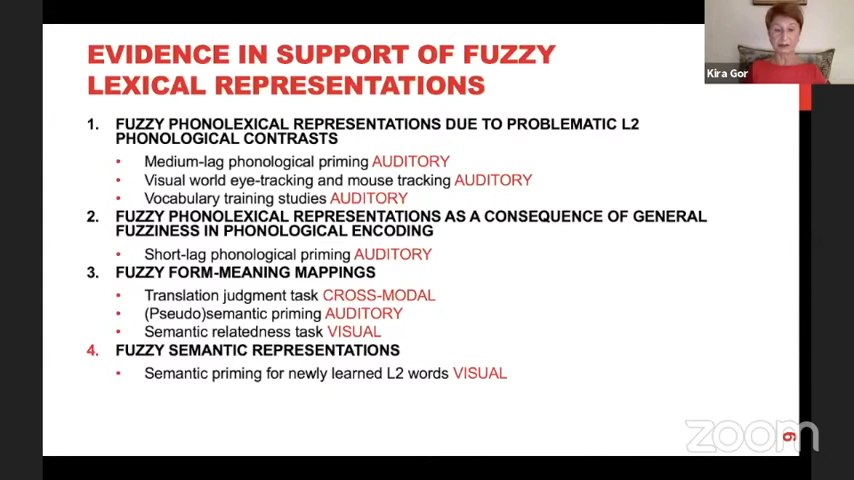 EVIDENCE IN SUPPORT OF FUZZY
LEXICAL REPRESENTATIONS
Kira Gor
1. FUZZY PHONOLEXICAL REPRESENTATIONS DUE TO PROBLEMATIC L2
PHONOLOGICAL CONTRASTS
• Medium-lag phonological priming AUDITORY
• Visual world eye-tracking and mouse tracking AUDITORY
• Vocabulary training studies AUDITORY
2. FUZZY PHONOLEXICAL REPRESENTATIONS AS A CONSEQUENCE OF GENERAL
FUZZINESS IN PHONOLOGICAL ENCODING
• Short-lag phonological priming AUDITORY
3. FUZZY FORM-MEANING MAPPINGS
• Translation judgment task CROSS-MODAL
• (Pseudo)semantic priming AUDITORY
• Semantic relatedness task VISUAL
4. FUZZY SEMANTIC REPRESENTATIONS
• Semantic priming for newly learned L2 words VISUAL
zoom